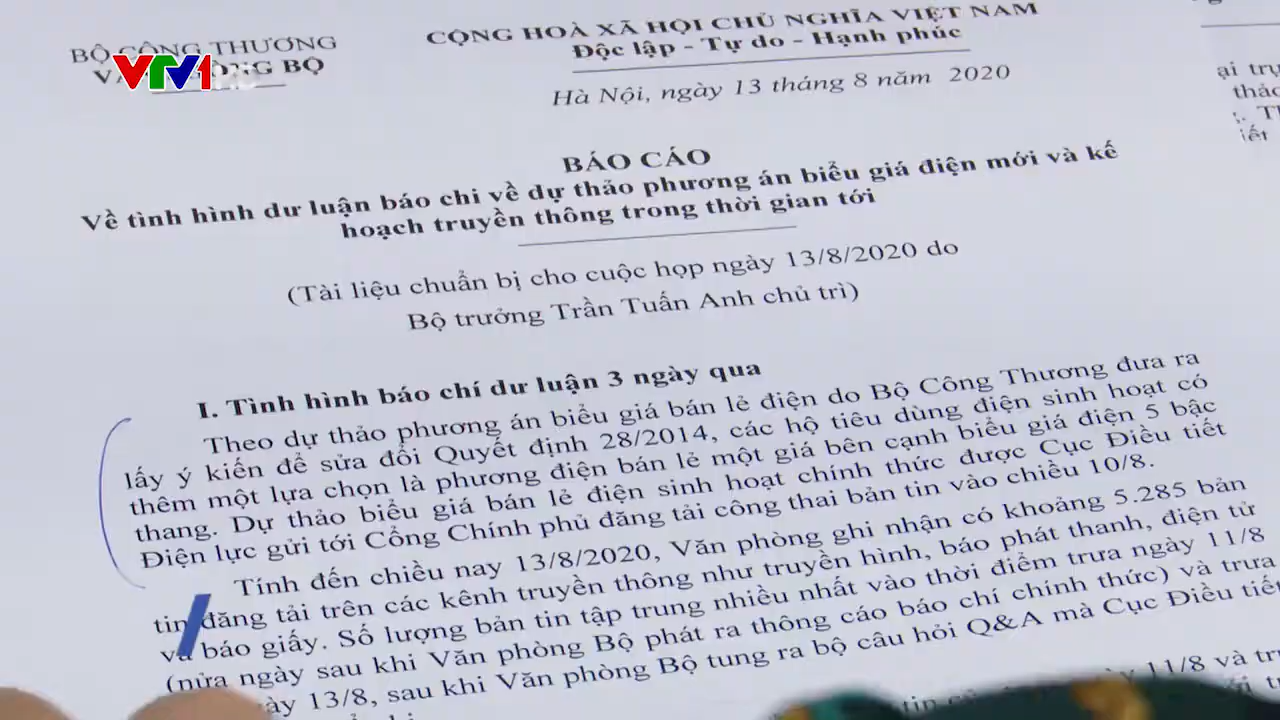 BỘ CÔNG THƯƠNG
VTV1
BỘ
CỘNG HOÀ XÃ HỘI CHỦ NGHĨA VIỆT NAM
Độc lập - Tự do - Hạnh phúc
Hà Nội, ngày 13 tháng 8 năm 2020
BÁO CÁO
Về tình hình dư luận báo chi về dự thảo phương án biểu giá điện mới và kế
hoạch truyền thông trong thời gian tới
(Tài liệu chuẩn bị cho cuộc họp ngày 13/8/2020 do
Bộ trưởng Trần Tuấn Anh chủ trì)
I. Tình hình báo chí dư luận 3 ngày qua
Theo dự thảo phương án biểu giá bán lẻ điện do Bộ Công Thương đưa ra
lấy ý kiến để sửa đổi Quyết định 28/2014, các hộ tiêu dùng điện sinh hoạt có
thêm một lựa chọn là phương điện bán lẻ một giá bên cạnh biểu giá điện 5 bậc
thang. Dự thảo biểu giá bán lẻ điện sinh hoạt chính thức được Cục Điều tiết
Điện lực gửi tới Cổng Chính phủ đăng tải công thai bản tin vào chiều 10/8.
Tính đến chiều nay 13/8/2020, Văn phòng ghi nhận có khoảng 5.285 bản
tin đăng tải trên các kênh truyền thông như truyền hình, báo phát thanh, điện tử
và báo giấy. Số lượng bản tin tập trung nhiều nhất vào thời điểm trưa ngày 11/8
(nửa ngày sau khi Văn phòng Bộ phát ra thông cáo báo chí chính thức) và trưa
13/8, sau khi Văn phòng Bộ tung ra bộ câu hỏi Q&A mà Cục Điều tiết
11/8 và